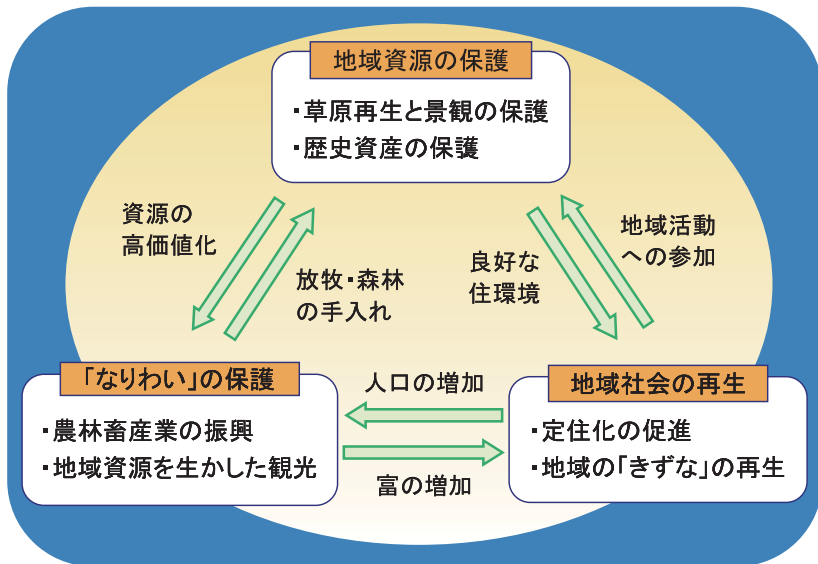 地域資源の保護
・草原再生と景観の保護
・歴史資産の保護
資源の
高価値化
放牧・森林
の手入れ
良好な
住環境
地域活動
への参加
「なりわい」の保護
・農林畜産業の振興
・地域資源を生かした観光
人口の増加
富の増加
地域社会の再生
・定住化の促進
・地域の「きずな」の再生